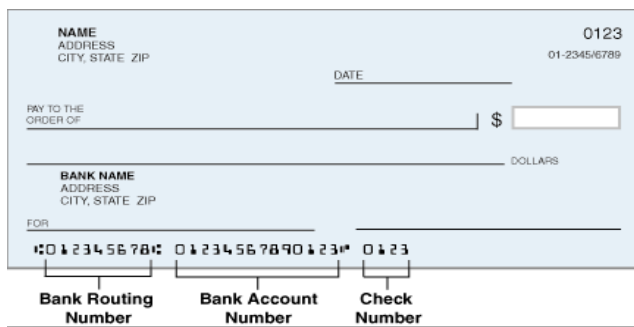 NAME 0123
ADDRESS 01-2345/6789
CITY, STATE ZIP
DATE
PAY TO THE
ORDER OF $
DOLLARS
BANK NAME
ADDRESS
CITY, STATE ZIP
FOR
⑆012345678⑆ 01234567890123⑈ 0123
Bank Routing Number
Bank Account Number
Check Number